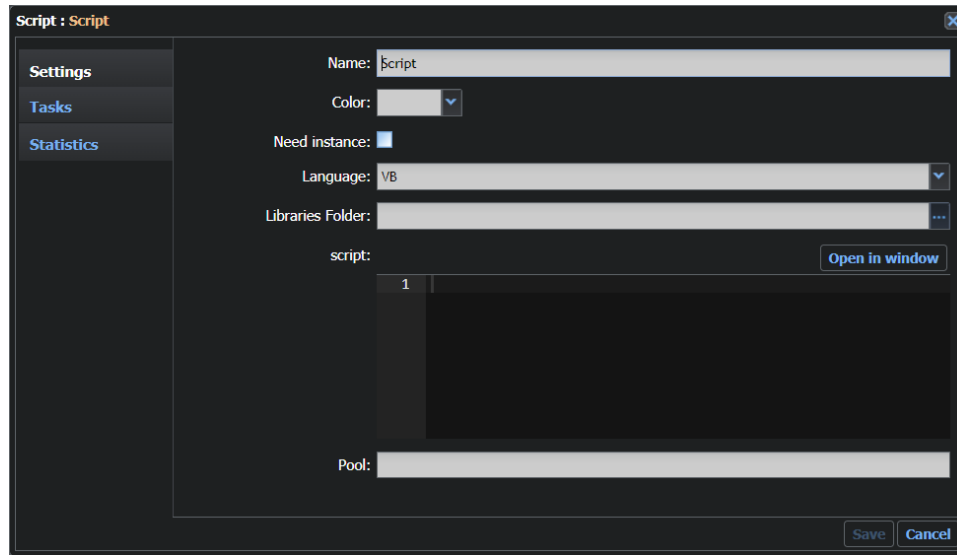 Script : Script
Settings
Tasks
Statistics
Name: Script
Color:
Need instance:
Language: VB
Libraries Folder: ...
script: Open in window
1
Pool:
Save Cancel